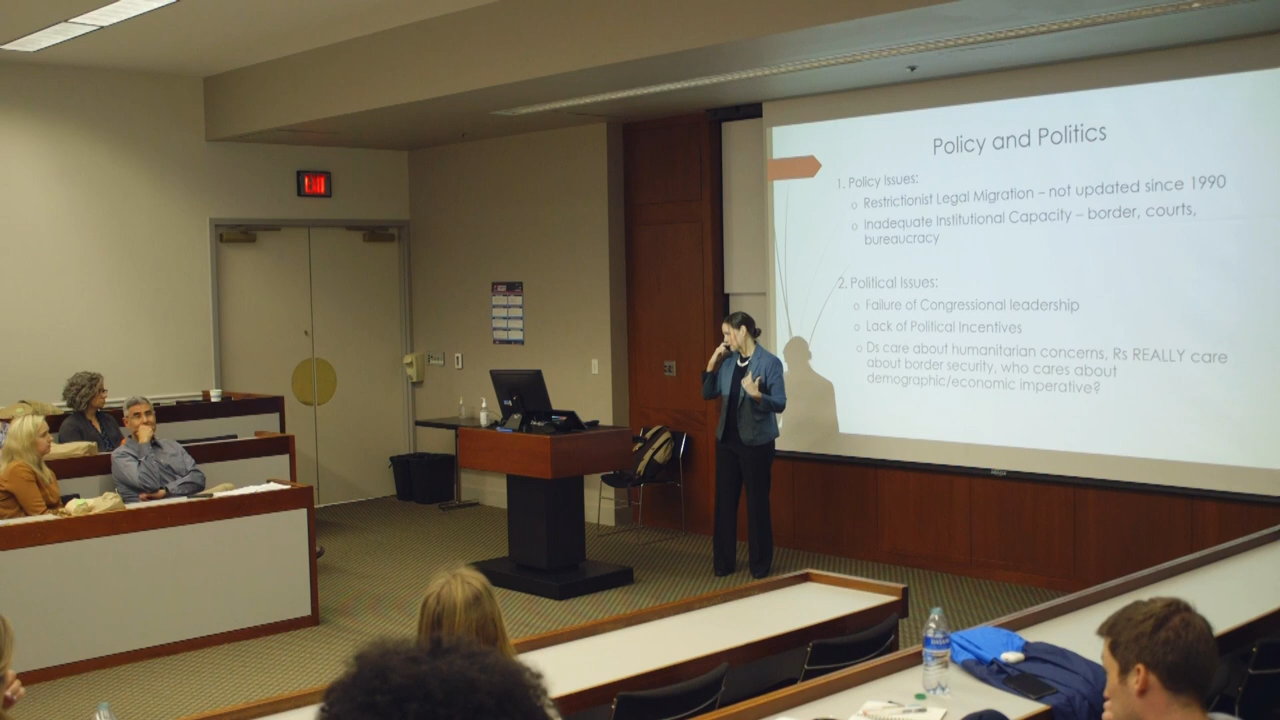 Policy and Politics
1. Policy Issues:
o Restrictionist Legal Migration – not updated since 1990
o Inadequate Institutional Capacity – border, courts,
bureaucracy
2. Political Issues:
o Failure of Congressional leadership
o Lack of Political Incentives
o Ds care about humanitarian concerns, Rs REALLY care
about border security, who cares about
demographic/economic imperative?